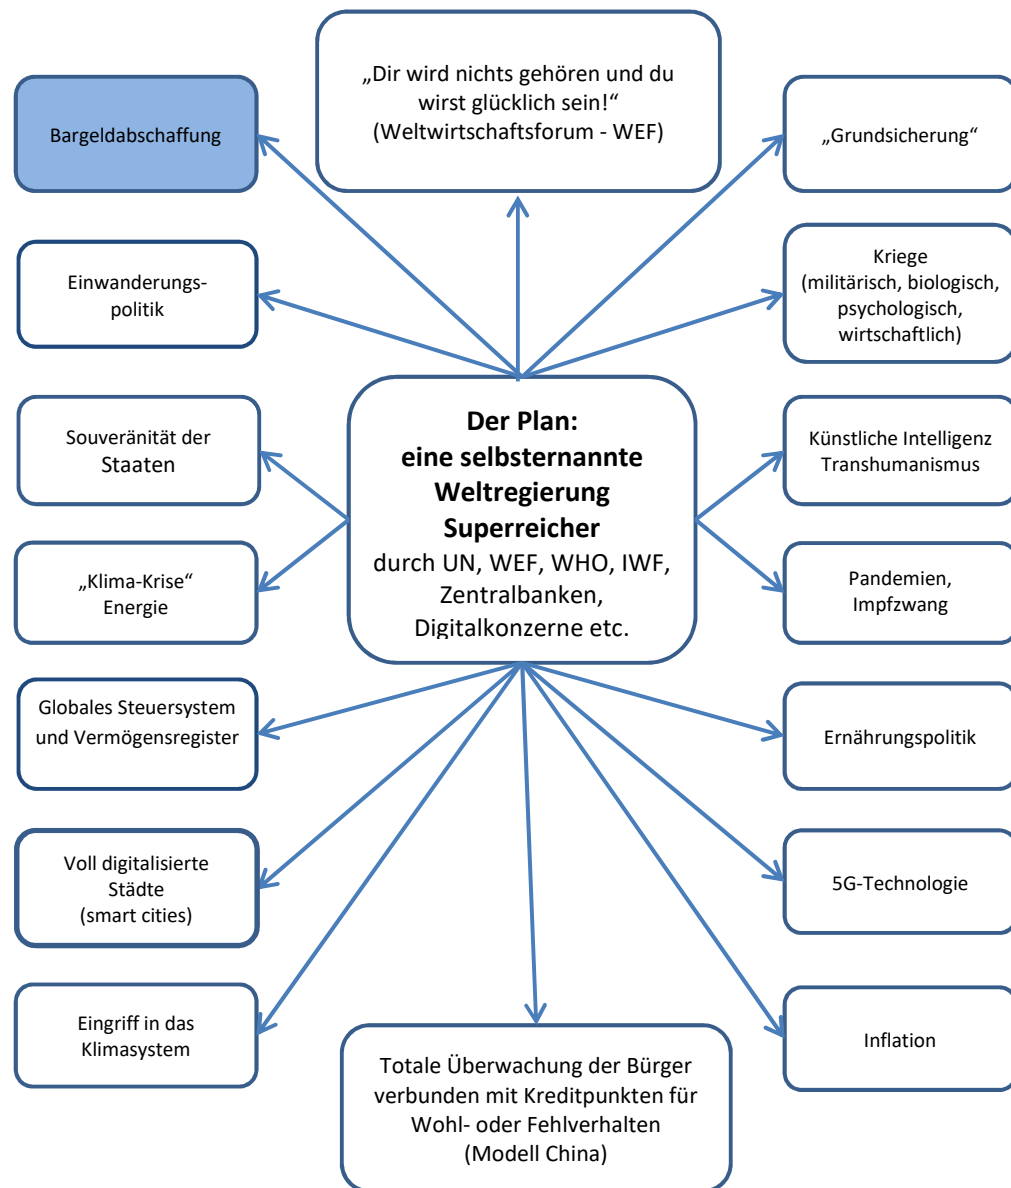 „Dir wird nichts gehören und du
wirst glücklich sein!“
(Weltwirtschaftsforum - WEF)
Bargeldabschaffung
„Grundsicherung“
Einwanderungs-
politik
Kriege
(militärisch, biologisch,
psychologisch,
wirtschaftlich)
Der Plan:
eine selbsternannte
Weltregierung
Superreicher
durch UN, WEF, WHO, IWF,
Zentralbanken,
Digitalkonzerne etc.
Souveränität der
Staaten
Künstliche Intelligenz
Transhumanismus
„Klima-Krise“
Energie
Pandemien,
Impfzwang
Globales Steuersystem
und Vermögensregister
Ernährungspolitik
Voll digitalisierte
Städte
(smart cities)
5G-Technologie
Eingriff in das
Klimasystem
Inflation
Totale Überwachung der Bürger
verbunden mit Kreditpunkten für
Wohl- oder Fehlverhalten
(Modell China)